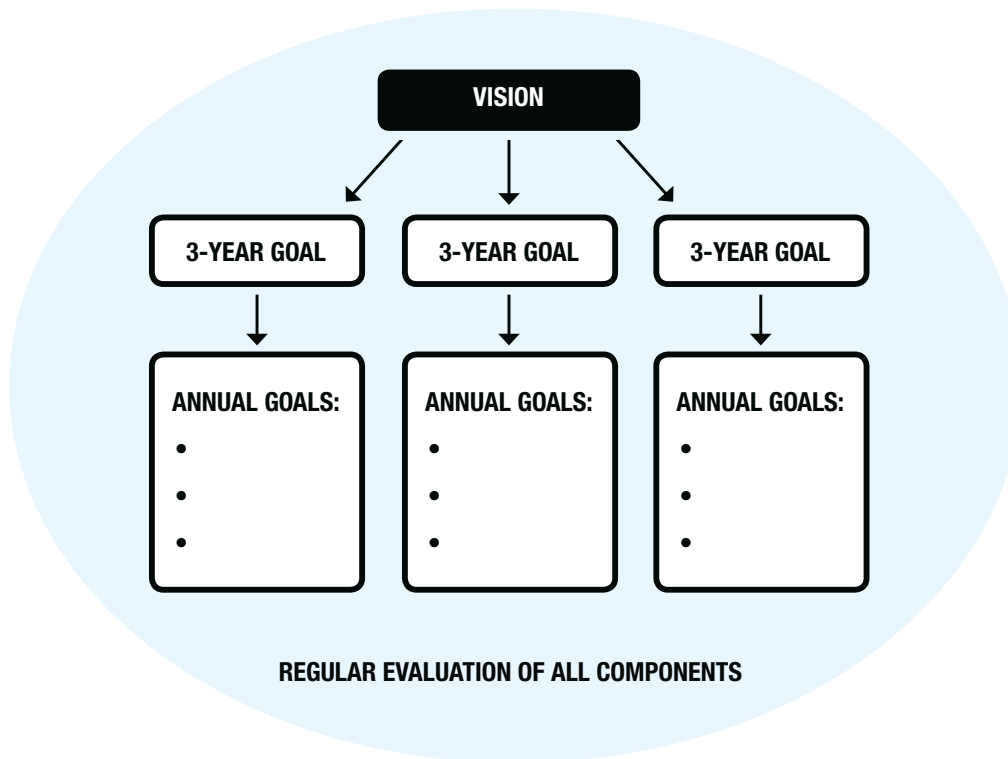 VISION
3-YEAR GOAL
3-YEAR GOAL
3-YEAR GOAL
ANNUAL GOALS:
•
•
•
ANNUAL GOALS:
•
•
•
ANNUAL GOALS:
•
•
•
REGULAR EVALUATION OF ALL COMPONENTS